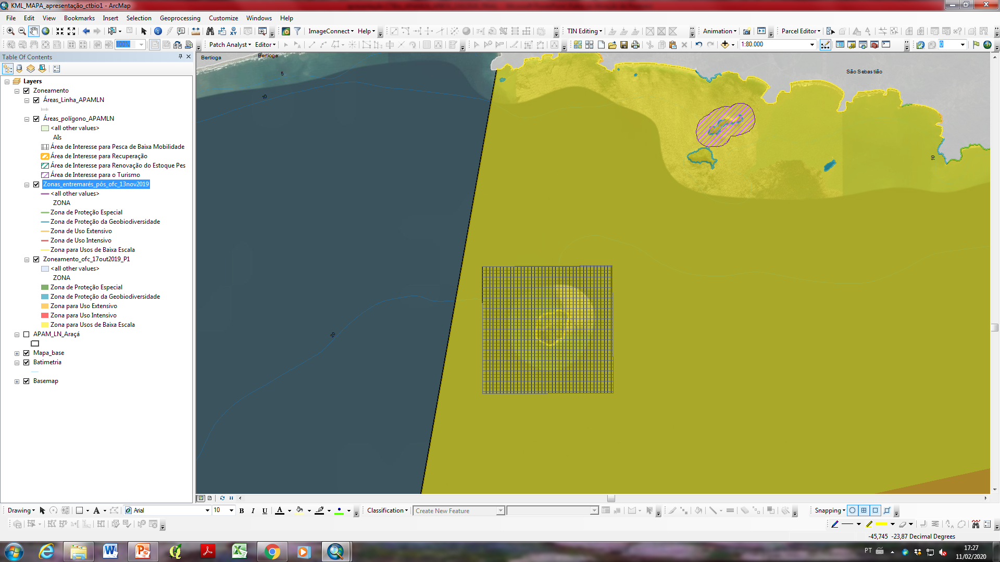 KML_MAPA_apresentação_ctbio1 - ArcMap
File Edit View Bookmarks Insert Selection Geoprocessing Customize Windows Help
ImageConnect Help TIN Editing Animation Parcel Editor
100% Patch Analyst Editor 1:80.000 0
Table Of Contents
Layers
Zoneamento
Áreas_Linha_APAMLN
Áreas_polígono_APAMLN
<all other values>
AIs
Área de Interesse para Pesca de Baixa Mobilidade
Área de Interesse para Recuperação
Área de Interesse para Renovação do Estoque Pes
Área de Interesse para o Turismo
Zonas_entremarés_pós_ofc_13nov2019
<all other values>
ZONA
Zona de Proteção Especial
Zona de Proteção da Geobiodiversidade
Zona de Uso Extensivo
Zona de Uso Intensivo
Zona para Usos de Baixa Escala
Zoneamento_ofc_17out2019_P1
<all other values>
ZONA
Zona de Proteção Especial
Zona de Proteção da Geobiodiversidade
Zona para Uso Extensivo
Zona para Uso Intensivo
Zona para Usos de Baixa Escala
APAM_LN_Araçá
Mapa_base
Batimetria
Basemap
Bertioga
Bertioga
São Sebastião
5
10
10
20
Drawing A Arial 10 B I U A Classification Create New Feature Snapping
-45,745 -23,87 Decimal Degrees
PT 17:27
11/02/2020